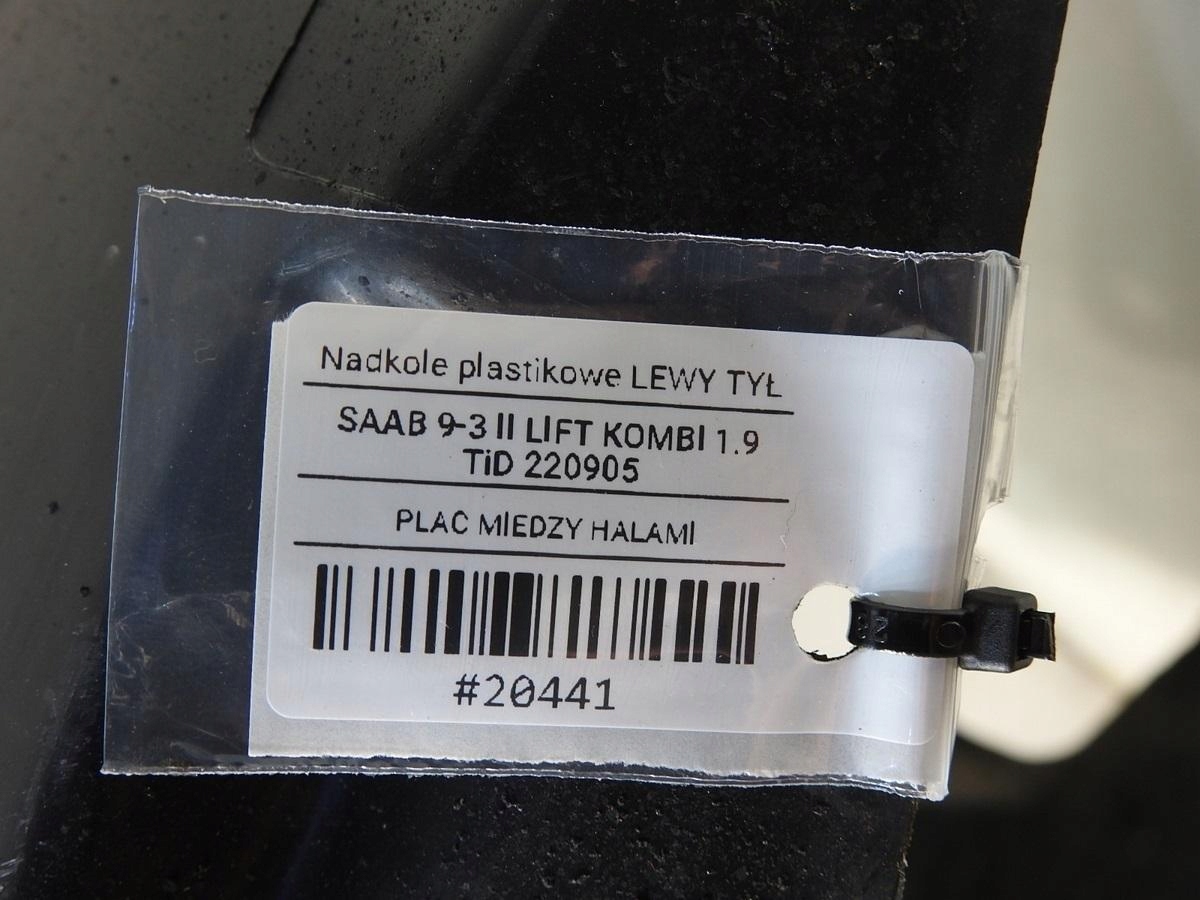 Nadkole plastikowe LEWY TYŁ
SAAB 9-3 II LIFT KOMBI 1.9
TiD 220905
PLAC MIEDZY HALAMI
#20441